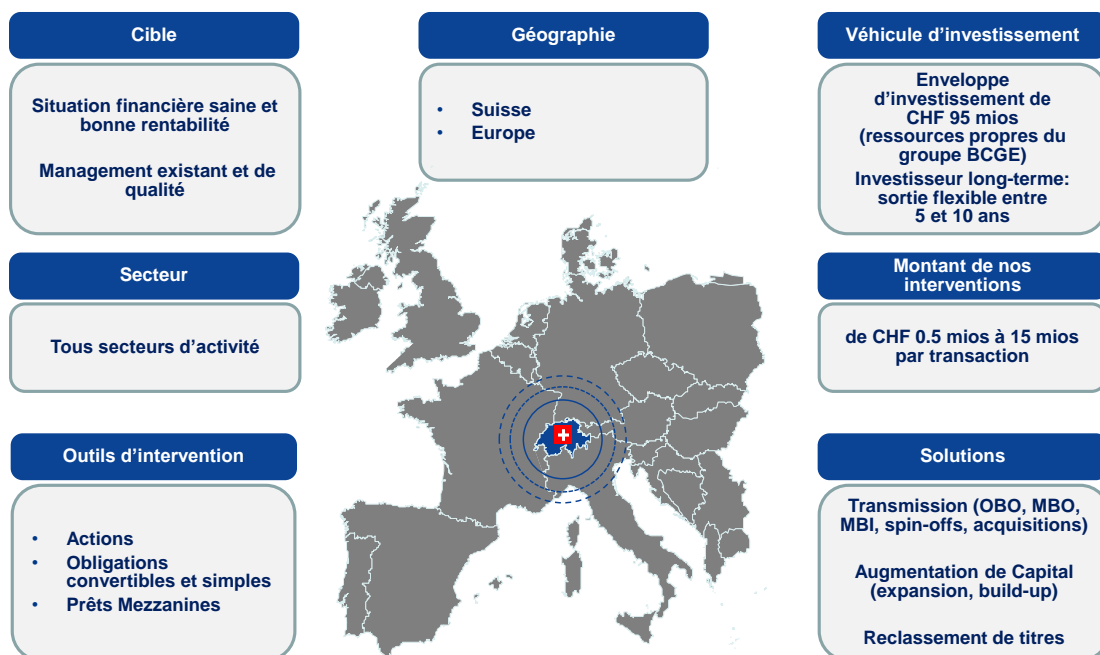 Cible
Situation financière saine et
bonne rentabilité
Management existant et de
qualité
Géographie
• Suisse
• Europe
Véhicule d'investissement
Enveloppe
d'investissement de
CHF 95 mios
(ressources propres du
groupe BCGE)
Investisseur long-terme:
sortie flexible entre
5 et 10 ans
Secteur
Tous secteurs d'activité
Montant de nos
interventions
de CHF 0.5 mios à 15 mios
par transaction
Outils d'intervention
• Actions
• Obligations
convertibles et simples
• Prêts Mezzanines
Solutions
Transmission (OBO, MBO,
MBI, spin-offs, acquisitions)
Augmentation de Capital
(expansion, build-up)
Reclassement de titres